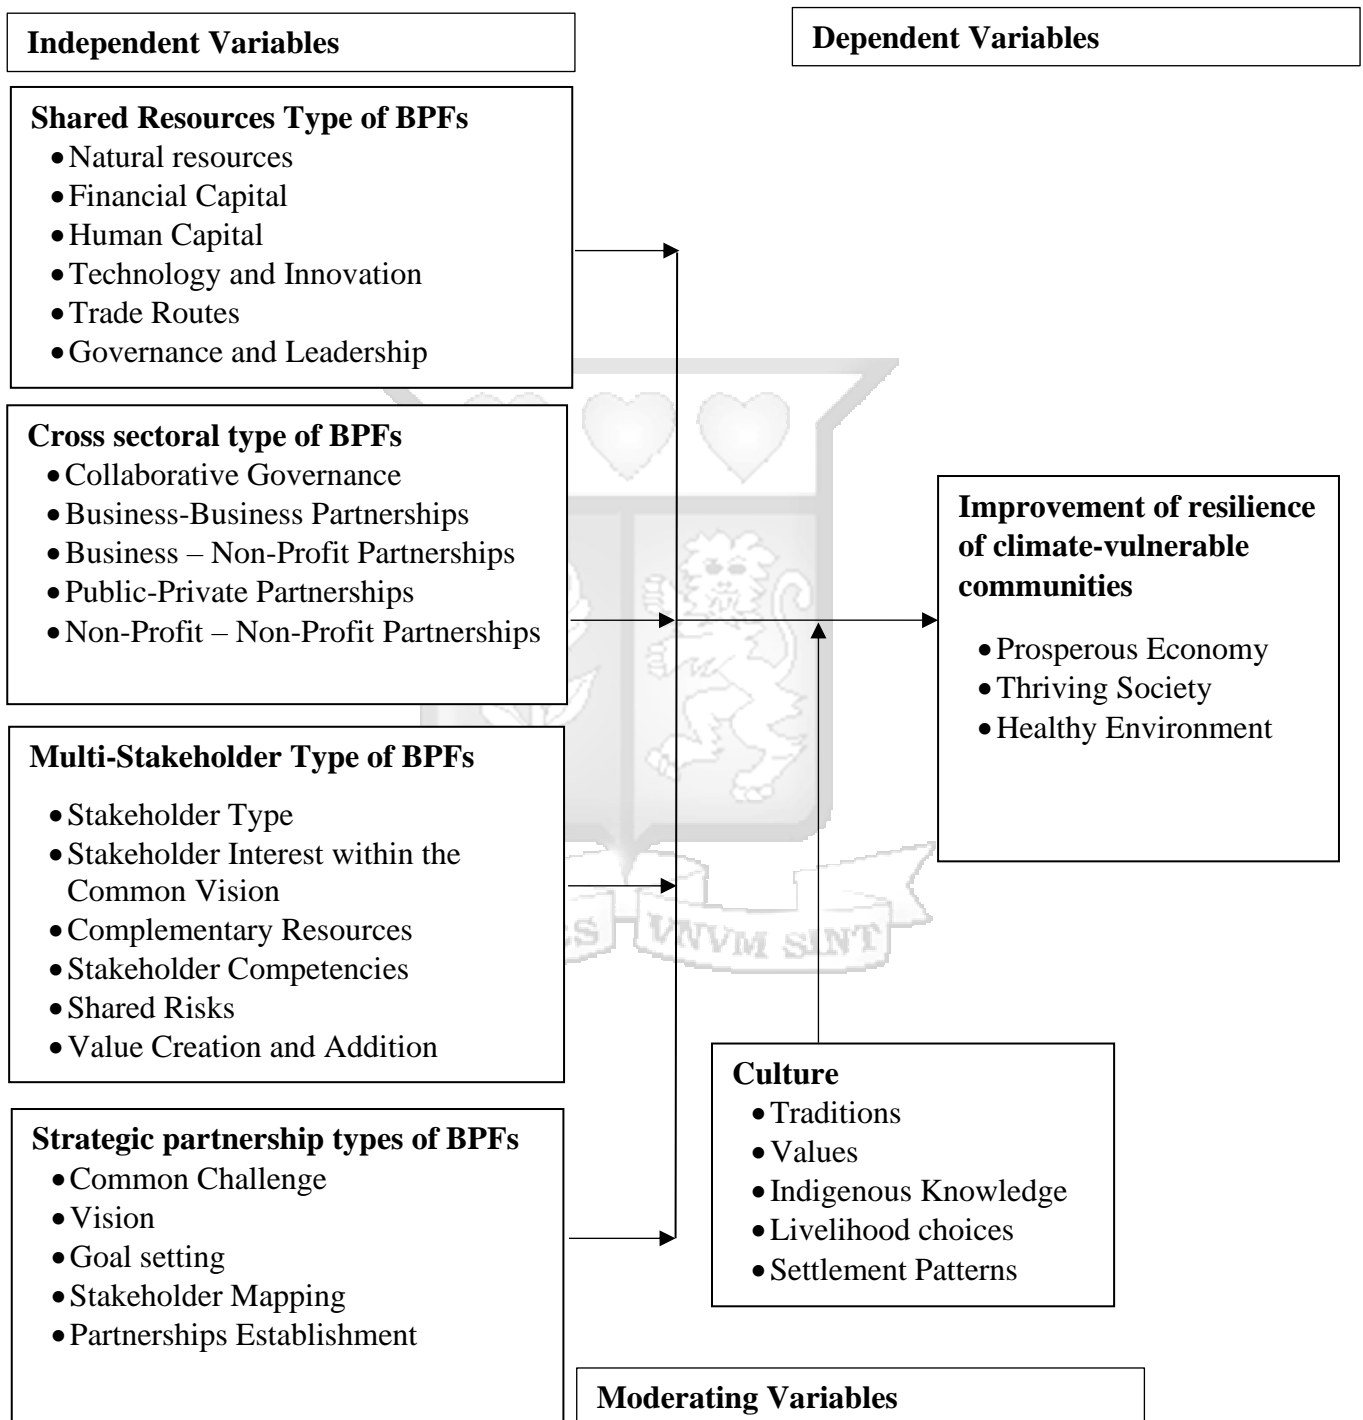 Independent Variables
Dependent Variables
Shared Resources Type of BPFs
• Natural resources
• Financial Capital
• Human Capital
• Technology and Innovation
• Trade Routes
• Governance and Leadership
Cross sectoral type of BPFs
• Collaborative Governance
• Business-Business Partnerships
• Business – Non-Profit Partnerships
• Public-Private Partnerships
• Non-Profit – Non-Profit Partnerships
Improvement of resilience
of climate-vulnerable
communities
• Prosperous Economy
• Thriving Society
• Healthy Environment
Multi-Stakeholder Type of BPFs
• Stakeholder Type
• Stakeholder Interest within the
Common Vision
• Complementary Resources
• Stakeholder Competencies
• Shared Risks
• Value Creation and Addition
VNVM SINT
Culture
• Traditions
• Values
• Indigenous Knowledge
• Livelihood choices
• Settlement Patterns
Strategic partnership types of BPFs
• Common Challenge
• Vision
• Goal setting
• Stakeholder Mapping
• Partnerships Establishment
Moderating Variables